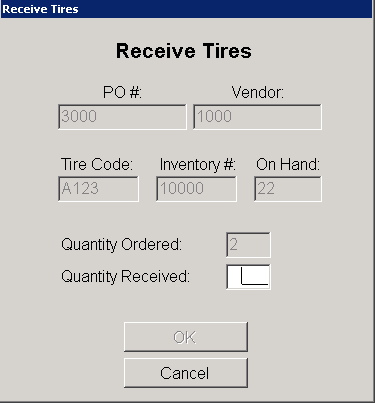 Receive Tires
Receive Tires
PO #: Vendor:
3000 1000
Tire Code: Inventory #: On Hand:
A123 10000 22
Quantity Ordered: 2
Quantity Received:
OK
Cancel